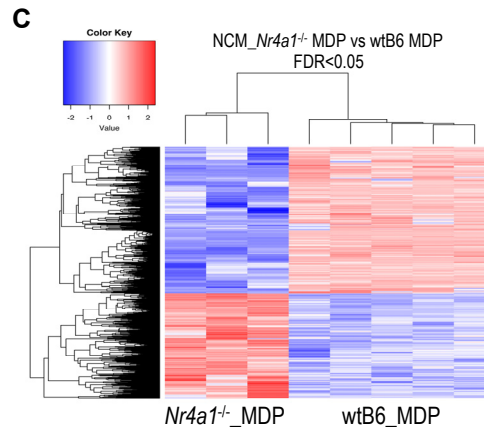 C
Color Key
-2 -1 0 1 2
Value
NCM_Nr4a1-/- MDP vs wtB6 MDP
FDR<0.05
Nr4a1-/-_MDP wtB6_MDP